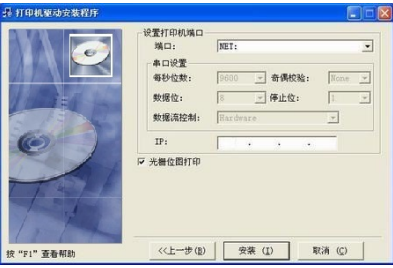 打印机驱动安装程序
设置打印机端口
端口: NET:
串口设置
每秒位数: 9600 奇偶校验: None
数据位: 8 停止位: 1
数据流控制: Hardware
IP: . . .
光栅位图打印
按 "F1" 查看帮助 <<上一步(B) 安装 (I) 取消 (C)